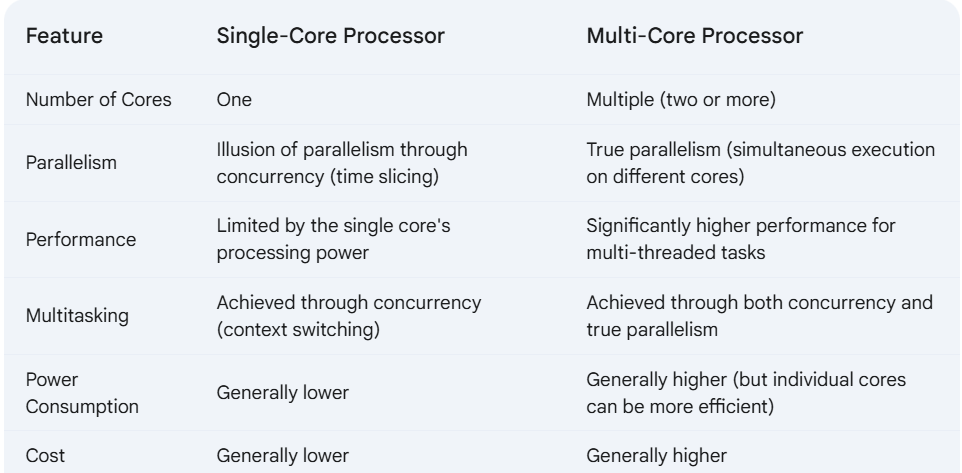 Feature Single-Core Processor Multi-Core Processor
Number of Cores One Multiple (two or more)
Parallelism Illusion of parallelism through concurrency (time slicing) True parallelism (simultaneous execution on different cores)
Performance Limited by the single core's processing power Significantly higher performance for multi-threaded tasks
Multitasking Achieved through concurrency (context switching) Achieved through both concurrency and true parallelism
Power Consumption Generally lower Generally higher (but individual cores can be more efficient)
Cost Generally lower Generally higher